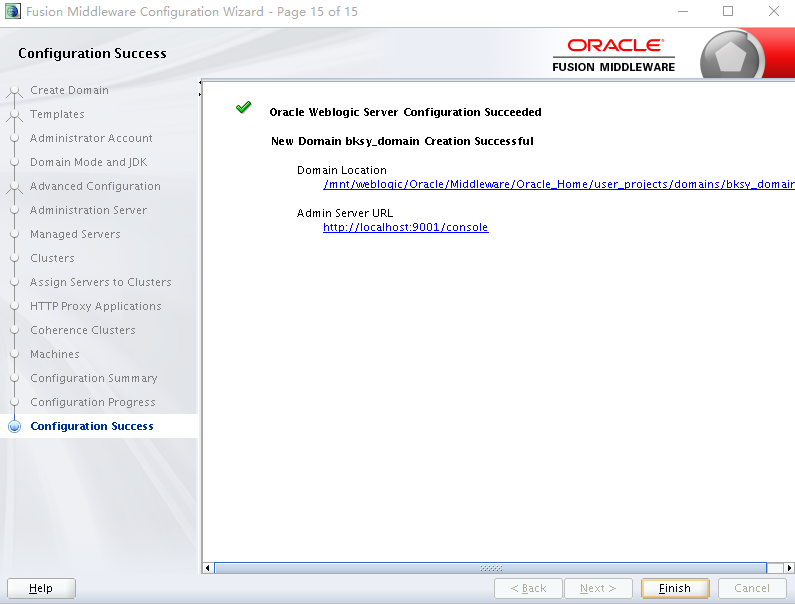 Fusion Middleware Configuration Wizard - Page 15 of 15
Configuration Success
ORACLE
FUSION MIDDLEWARE
Create Domain
Templates
Administrator Account
Domain Mode and JDK
Advanced Configuration
Administration Server
Managed Servers
Clusters
Assign Servers to Clusters
HTTP Proxy Applications
Coherence Clusters
Machines
Configuration Summary
Configuration Progress
Configuration Success
Oracle Weblogic Server Configuration Succeeded
New Domain bksy_domain Creation Successful
Domain Location
/mnt/weblogic/Oracle/Middleware/Oracle_Home/user_projects/domains/bksy_domain
Admin Server URL
http://localhost:9001/console
Help
< Back
Next >
Finish
Cancel